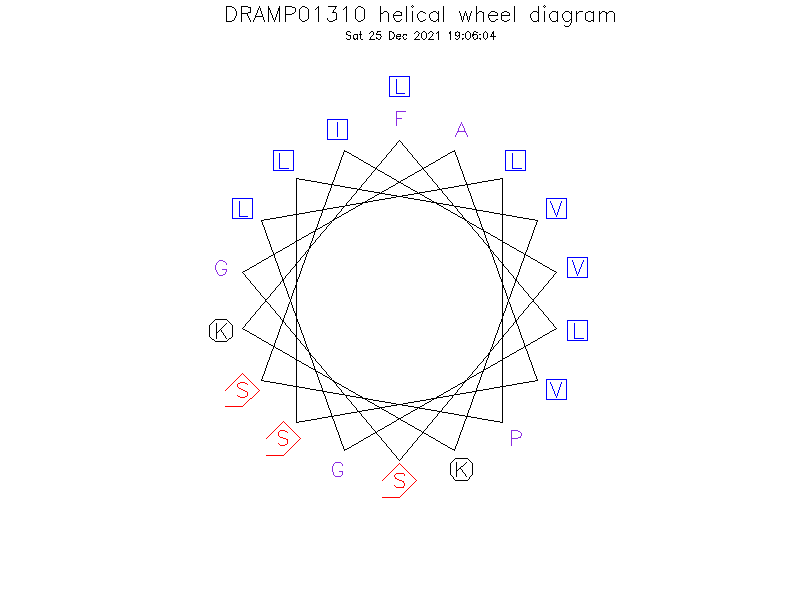 DRAMP01310 helical wheel diagram
Sat 25 Dec 2021 19:06:04
L
I F A
L L
L V
G V
K L
S V
S P
G S K